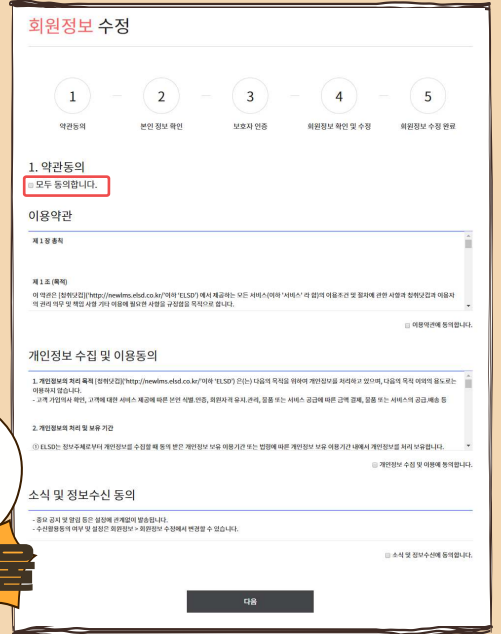 회원정보 수정
1 - 2 - 3 - 4 - 5
약관동의 본인 정보 확인 보호자 인증 회원정보 확인 및 수정 회원정보 수정 완료
1. 약관동의
모두 동의합니다.
이용약관
제 1 장 총칙
제 1 조 (목적)
이 약관은 [청취닷컴]('http://newlms.elsd.co.kr/'이하 'ELSD') 에서 제공하는 모든 서비스(이하 '서비스' 라 함)의 이용조건 및 절차에 관한 사항과 청취닷컴과 이용자
의 권리 의무 및 책임 사항 기타 이용에 필요한 사항을 규정함을 목적으로 합니다.
이용약관에 동의합니다.
개인정보 수집 및 이용동의
1. 개인정보의 처리 목적 [청취닷컴]('http://newlms.elsd.co.kr/'이하 'ELSD') 은(는) 다음의 목적을 위하여 개인정보를 처리하고 있으며, 다음의 목적 이외의 용도로는
이용하지 않습니다.
- 고객 가입의사 확인, 고객에 대한 서비스 제공에 따른 본인 식별.인증, 회원자격 유지.관리, 물품 또는 서비스 공급에 따른 금액 결제, 물품 또는 서비스의 공급.배송 등
2. 개인정보의 처리 및 보유 기간
① ELSD는 정보주체로부터 개인정보를 수집할 때 동의 받은 개인정보 보유 이용기간 또는 법령에 따른 개인정보 보유 이용기간 내에서 개인정보를 처리 보유합니다.
개인정보 수집 및 이용에 동의합니다.
소식 및 정보수신 동의
- 중요 공지 및 알림 등은 설정에 관계없이 발송됩니다.
- 수신활용동의 여부 및 설정은 회원정보 > 회원정보 수정에서 변경할 수 있습니다.
소식 및 정보수신에 동의합니다.
다음